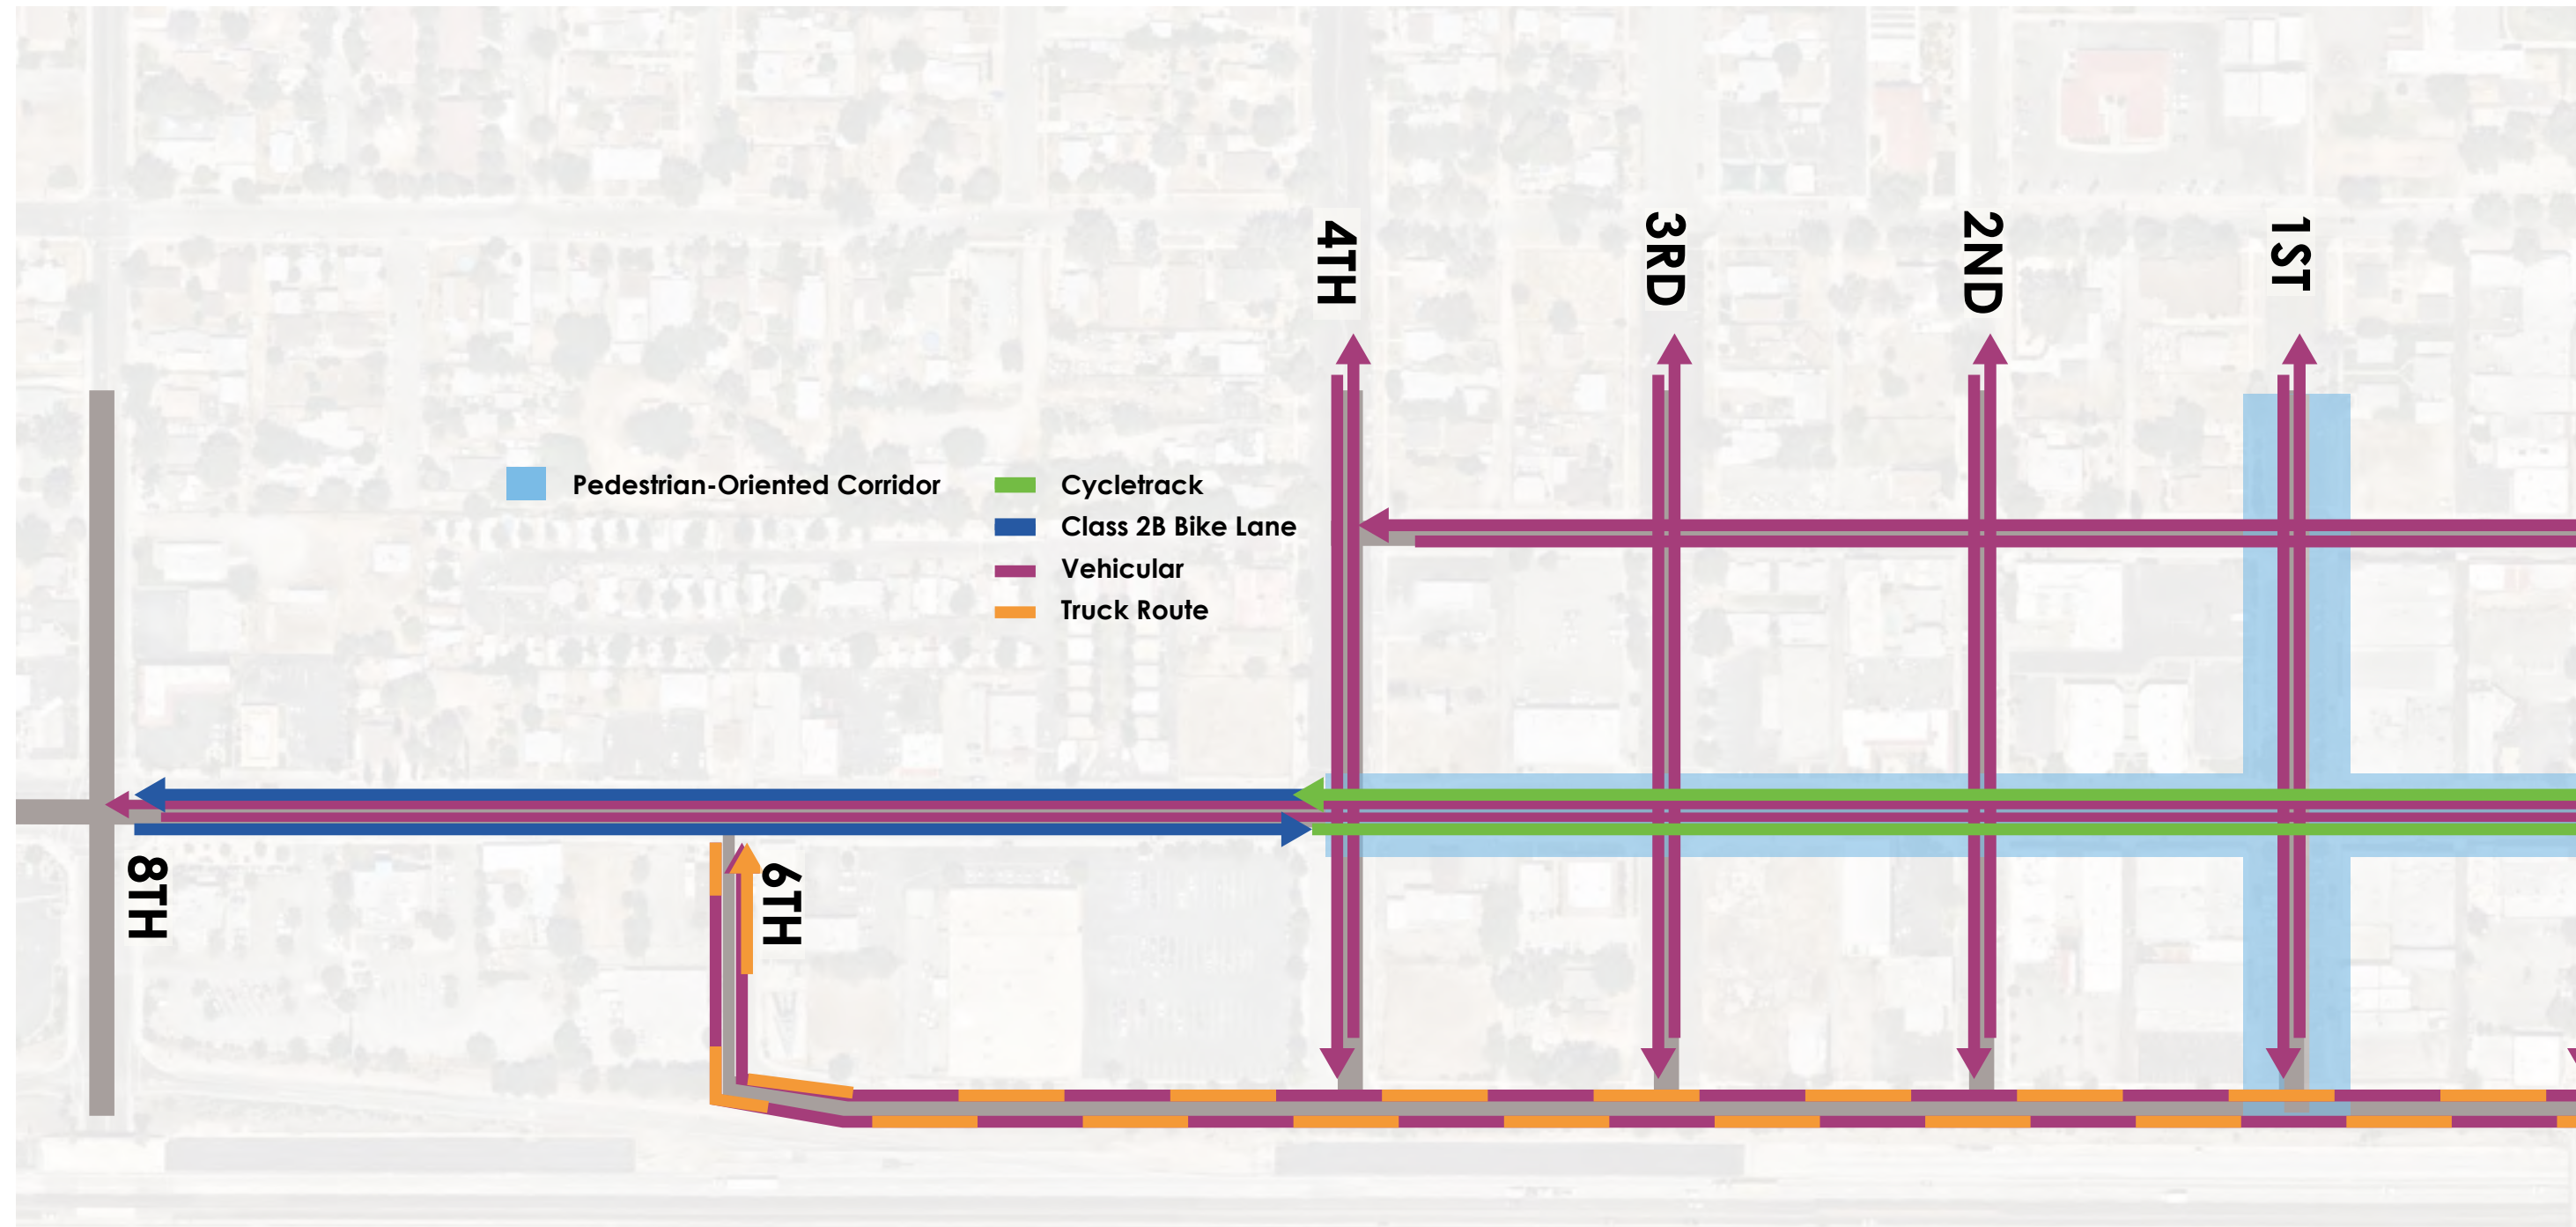 4TH
3RD
2ND
1ST
Pedestrian-Oriented Corridor
Cycletrack
Class 2B Bike Lane
Vehicular
Truck Route
8TH
6TH